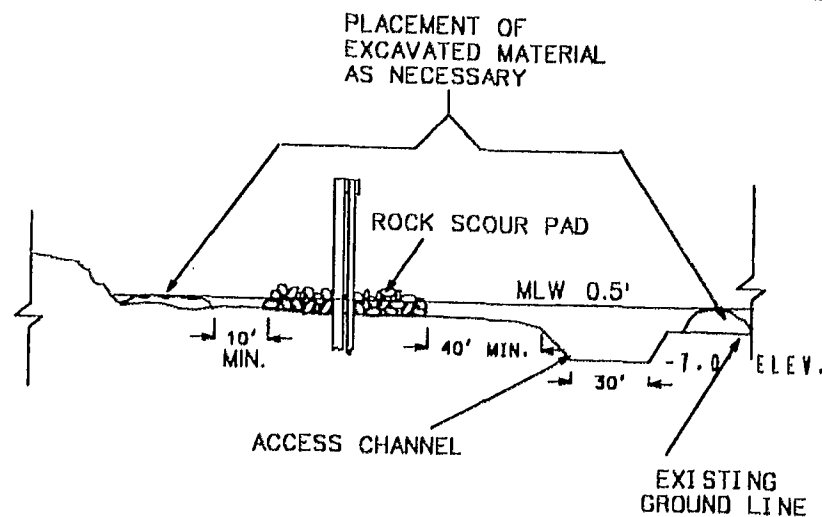 PLACEMENT OF
EXCAVATED MATERIAL
AS NECESSARY
ROCK SCOUR PAD
MLW 0.5'
10'
MIN.
40' MIN.
30'
-7.0 ELEV.
ACCESS CHANNEL
EXISTING
GROUND LINE